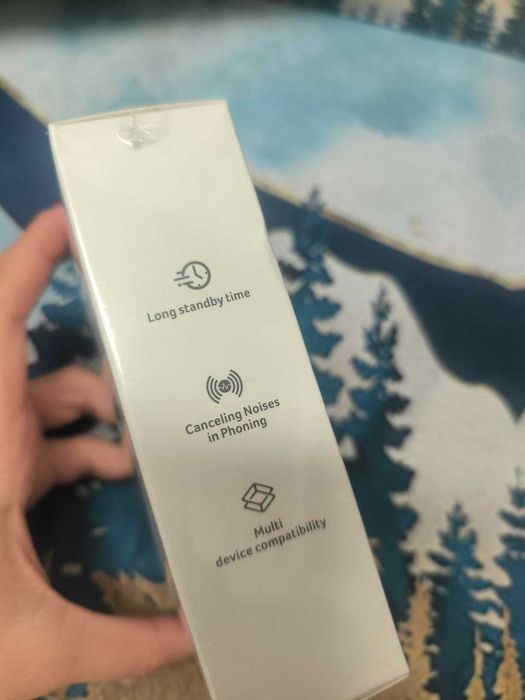 Long standby time
Canceling Noises
in Phoning
Multi
device compatibility